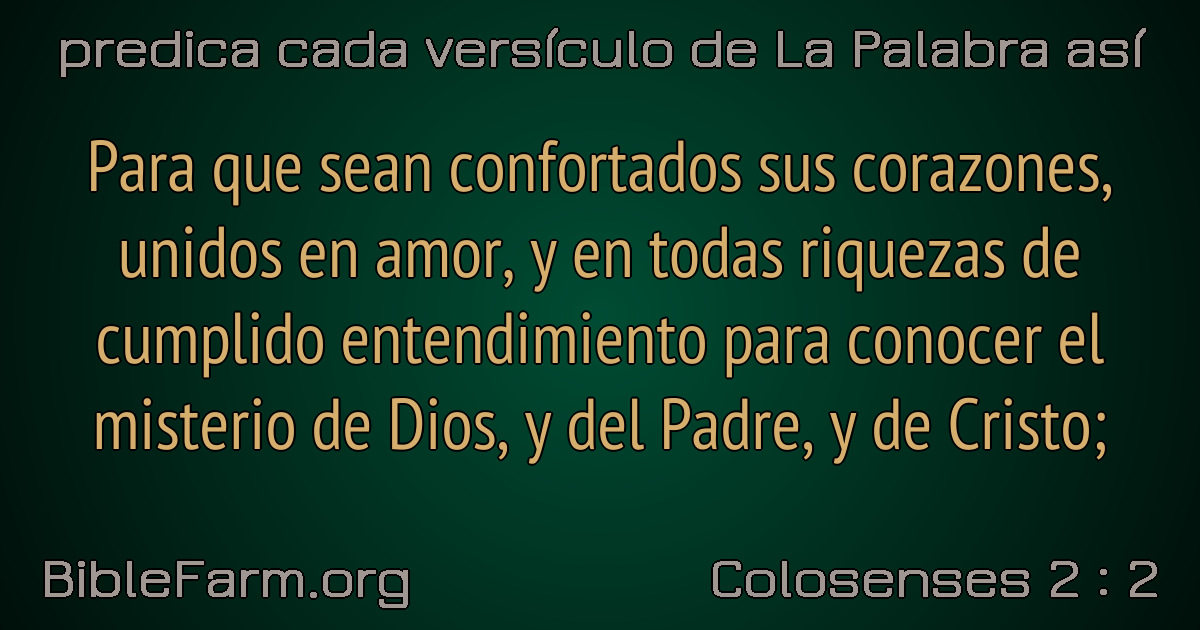 predica cada versículo de La Palabra así
Para que sean confortados sus corazones,
unidos en amor, y en todas riquezas de
cumplido entendimiento para conocer el
misterio de Dios, y del Padre, y de Cristo;
BibleFarm.org
Colosenses 2 : 2